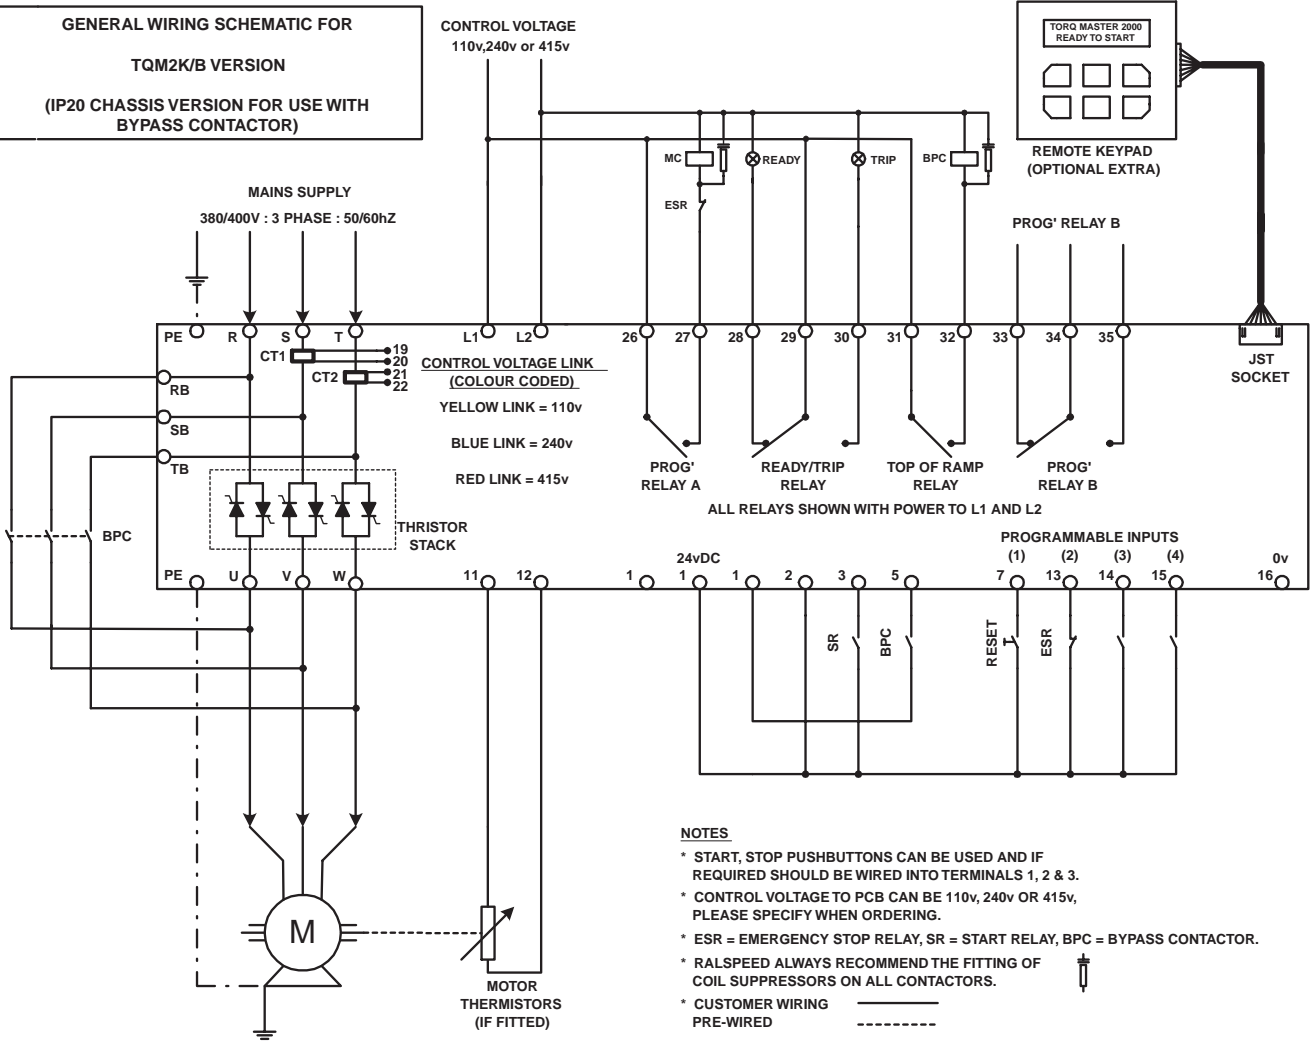 GENERAL WIRING SCHEMATIC FOR
TQM2K/B VERSION
(IP20 CHASSIS VERSION FOR USE WITH
BYPASS CONTACTOR)
CONTROL VOLTAGE
110v,240v or 415v
TORQ MASTER 2000
READY TO START
REMOTE KEYPAD
(OPTIONAL EXTRA)
MC
READY
TRIP
BPC
ESR
MAINS SUPPLY
380/400V : 3 PHASE : 50/60hZ
PROG' RELAY B
PE
R
S
T
L1
L2
26
27
28
29
30
31
32
33
34
35
JST
SOCKET
CT1
19
20
CT2
21
22
RB
SB
TB
CONTROL VOLTAGE LINK
(COLOUR CODED)
YELLOW LINK = 110v
BLUE LINK = 240v
RED LINK = 415v
PROG'
RELAY A
READY/TRIP
RELAY
TOP OF RAMP
RELAY
PROG'
RELAY B
ALL RELAYS SHOWN WITH POWER TO L1 AND L2
BPC
THRISTOR
STACK
PROGRAMMABLE INPUTS
24vDC
(1)
(2)
(3)
(4)
0v
PE
U
V
W
11
12
1
1
1
2
3
5
7
13
14
15
16
SR
BPC
RESET
ESR
M
MOTOR
THERMISTORS
(IF FITTED)
NOTES
* START, STOP PUSHBUTTONS CAN BE USED AND IF
REQUIRED SHOULD BE WIRED INTO TERMINALS 1, 2 & 3.
* CONTROL VOLTAGE TO PCB CAN BE 110v, 240v OR 415v,
PLEASE SPECIFY WHEN ORDERING.
* ESR = EMERGENCY STOP RELAY, SR = START RELAY, BPC = BYPASS CONTACTOR.
* RALSPEED ALWAYS RECOMMEND THE FITTING OF
COIL SUPPRESSORS ON ALL CONTACTORS.
* CUSTOMER WIRING
PRE-WIRED